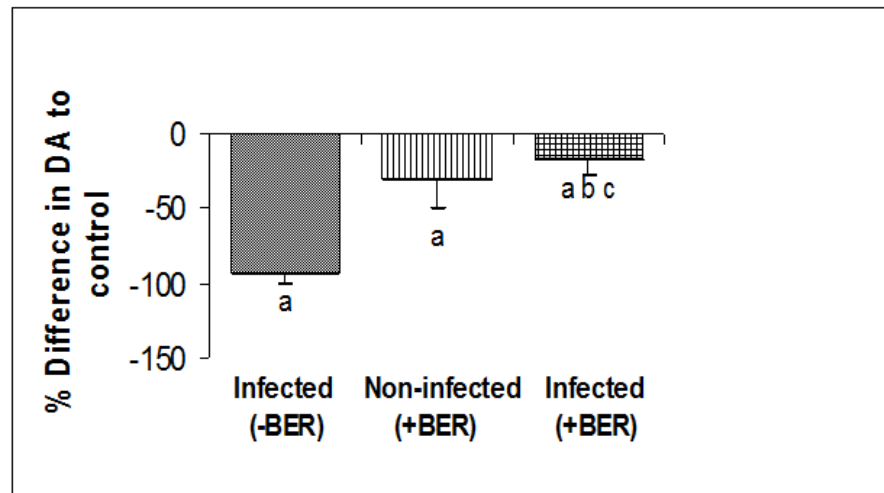 % Difference in DA to
control
0
-50
-100
-150
a
a
a b c
Infected
(-BER)
Non-infected
(+BER)
Infected
(+BER)